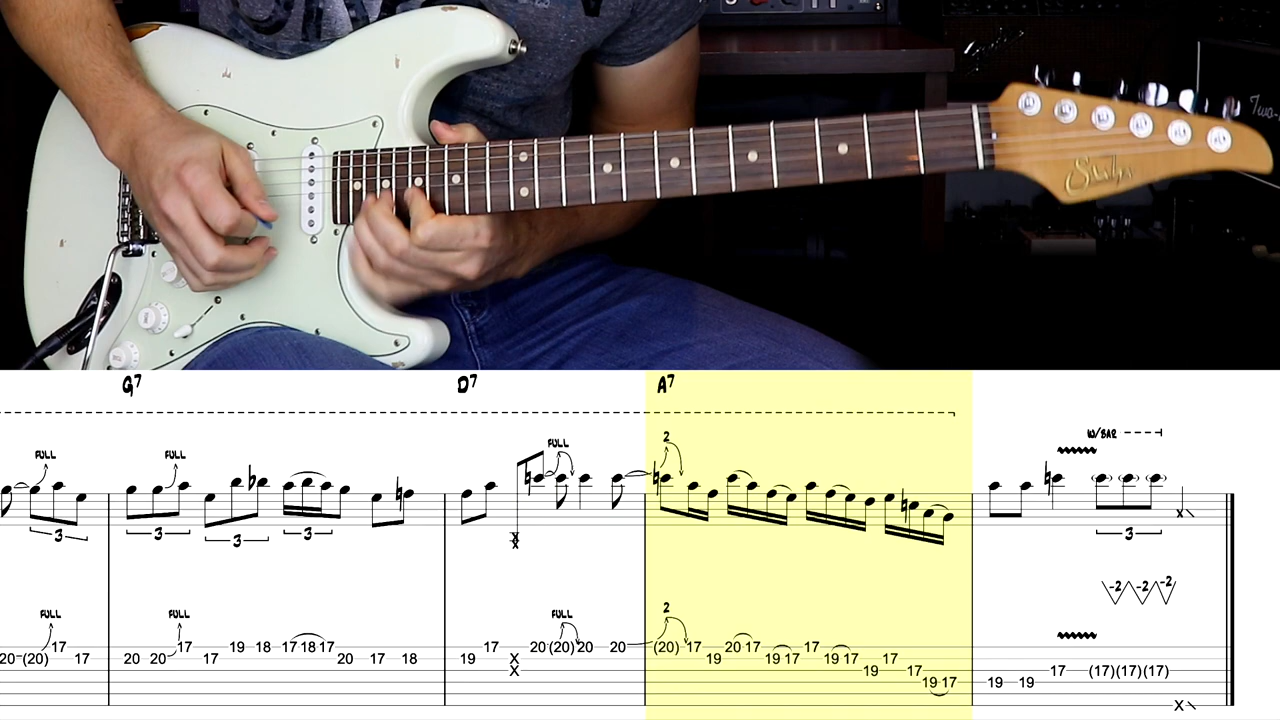 Two-
G7 D7 A7
FULL FULL FULL 2 W/BAR
3 3 3 3 3
-2 -2 -2
FULL FULL FULL 2
20 (20) 17 17 20 20 17 17 19 18 17 18 17 20 17 18 19 17 X X 20 (20) 20 20 (20) 17 19 20 17 19 17 17 19 17 19 17 17 19 17 19 19 17 (17) (17) (17) X